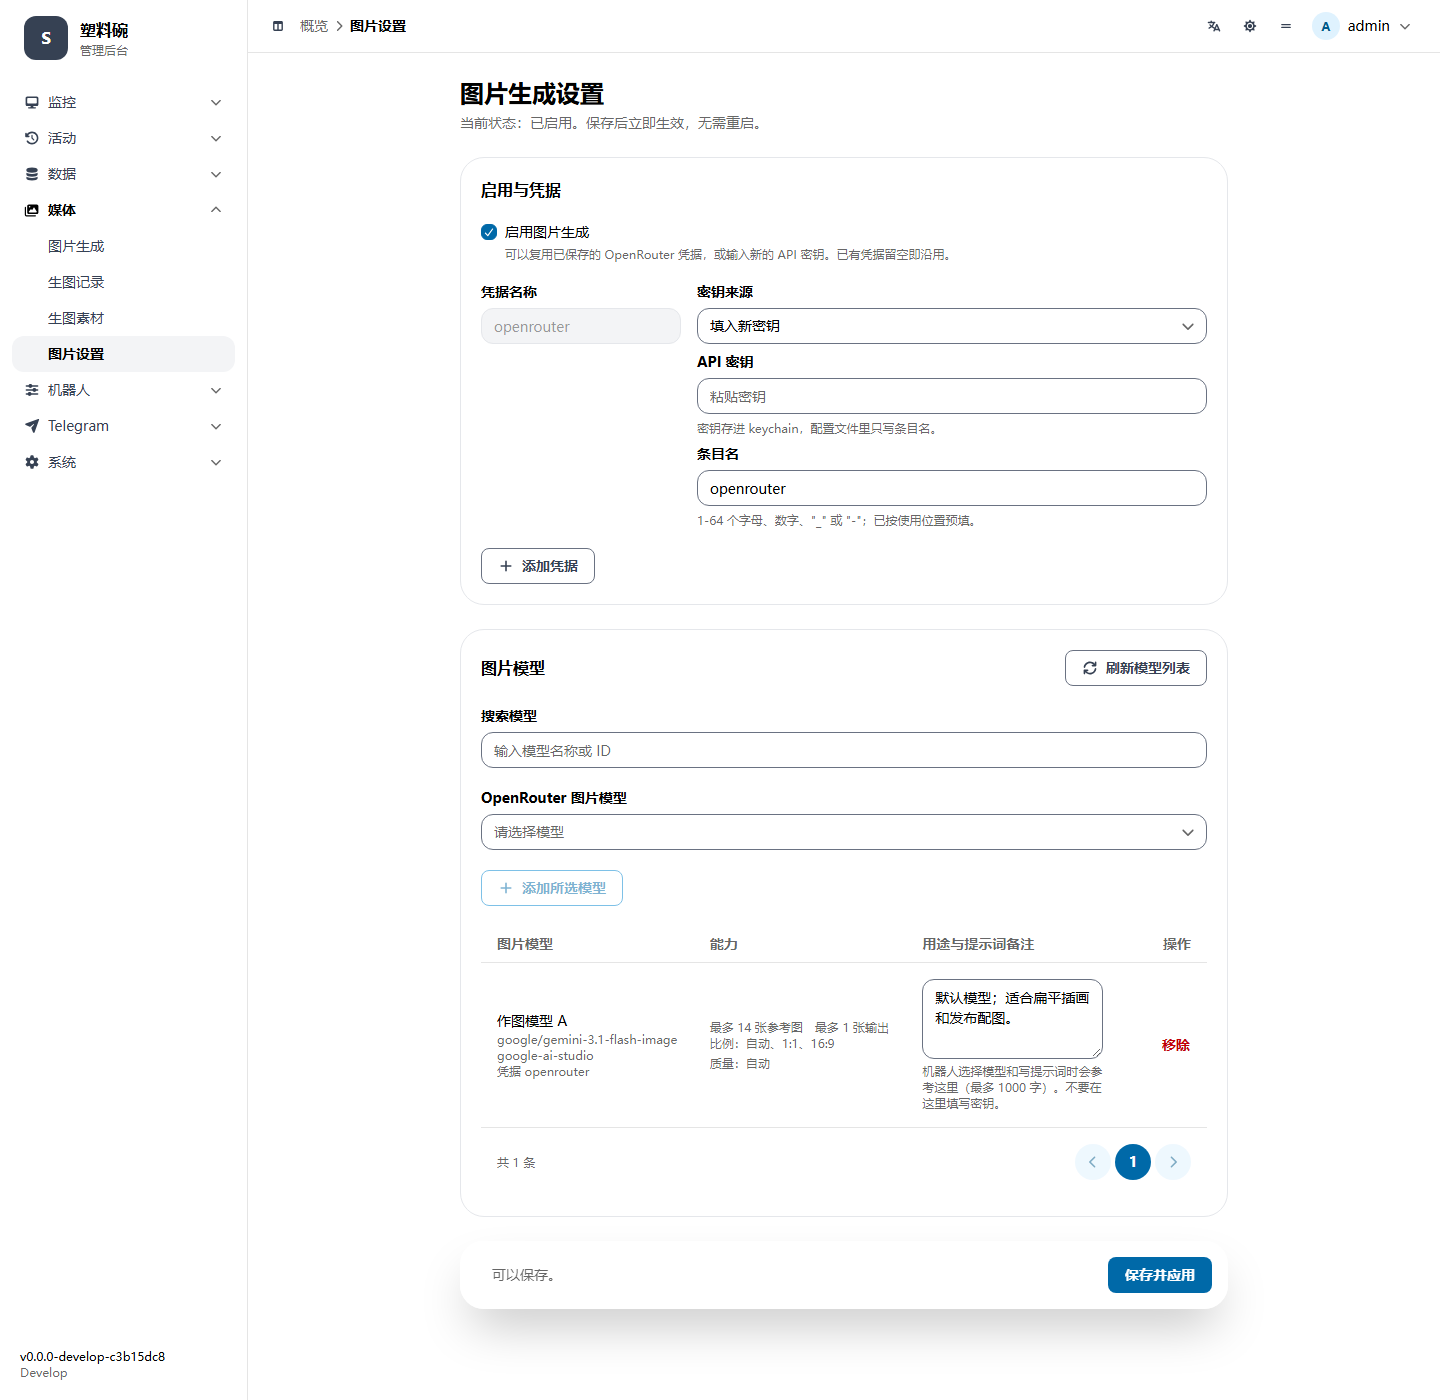 S
塑料碗
管理后台
监控
活动
数据
媒体
图片生成
生图记录
生图素材
图片设置
机器人
Telegram
系统
v0.0.0-develop-c3b15dc8
Develop
概览
图片设置
A
admin
图片生成设置
当前状态：已启用。保存后立即生效，无需重启。
启用与凭据
启用图片生成
可以复用已保存的 OpenRouter 凭据，或输入新的 API 密钥。已有凭据留空即沿用。
凭据名称
openrouter
密钥来源
填入新密钥
API 密钥
粘贴密钥
密钥存进 keychain，配置文件里只写条目名。
条目名
openrouter
1-64 个字母、数字、"_" 或 "-"；已按使用位置预填。
添加凭据
图片模型
刷新模型列表
搜索模型
输入模型名称或 ID
OpenRouter 图片模型
请选择模型
添加所选模型
图片模型 能力 用途与提示词备注 操作
作图模型 A
google/gemini-3.1-flash-image
google-ai-studio
凭据 openrouter
最多 14 张参考图 最多 1 张输出
比例：自动、1:1、16:9
质量：自动
默认模型；适合扁平插画
和发布配图。
机器人选择模型和写提示词时会参
考这里（最多 1000 字）。不要在
这里填写密钥。
移除
共 1 条
1
可以保存。
保存并应用